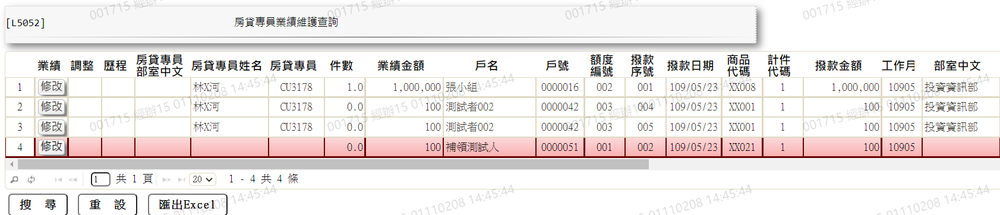 [L5052] 房貸專員業績維護查詢
業績 調整 歷程 房貸專員部室中文 房貸專員姓名 房貸專員 件數 業績金額 戶名 戶號 額度編號 撥款序號 撥款日期 商品代碼 計件代碼 撥款金額 工作月 部室中文
1 修改 林X河 CU3178 1.0 1,000,000 張小組 0000016 002 001 109/05/23 XX008 1 1,000,000 10905 投資資訊部
2 修改 林X河 CU3178 0.0 100 測試者002 0000042 003 004 109/05/23 XX001 1 100 10905 投資資訊部
3 修改 林X河 CU3178 0.0 100 測試者002 0000042 003 005 109/05/23 XX001 1 100 10905 投資資訊部
4 修改 0.0 100 補領測試人 0000051 001 002 109/05/23 XX021 1 100 10905
1 共 1 頁 20 1 - 4 共 4 條
搜 尋 重 設 匯出Excel
001715 經辦15 01110208 14:45:44